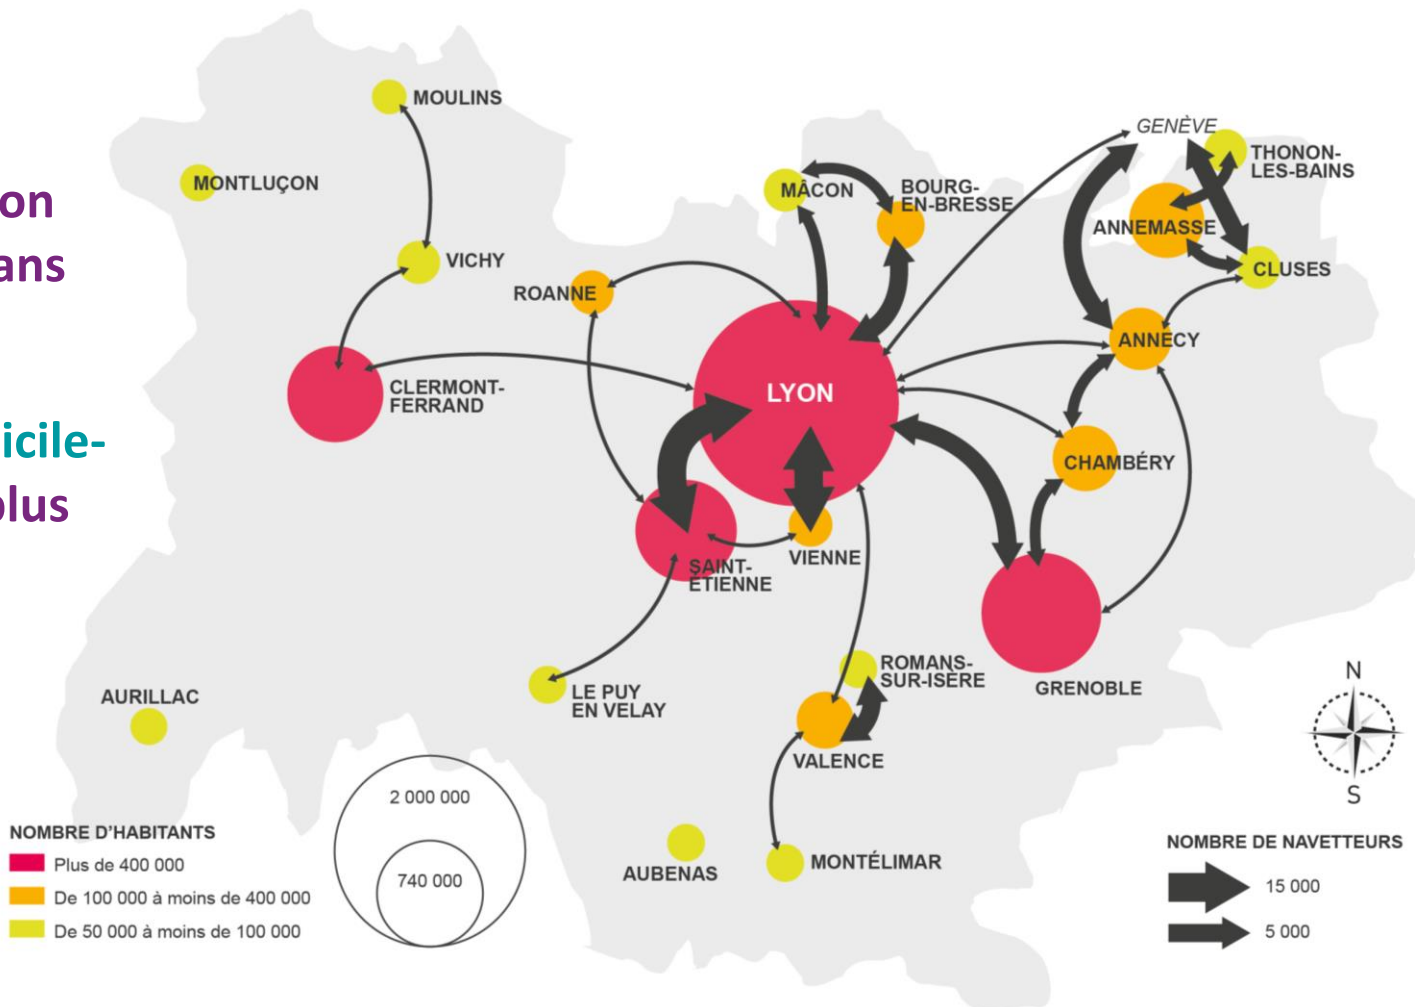 on
ans
icile-
plus
MOULINS
MONTLUÇON
VICHY
ROANNE
CLERMONT-
FERRAND
MÂCON
BOURG-
EN-BRESSE
GENÈVE
THONON-
LES-BAINS
ANNEMASSE
CLUSES
ANNECY
LYON
CHAMBÉRY
VIENNE
SAINT-
ÉTIENNE
LE PUY
EN VELAY
ROMANS-
SUR-ISÈRE
GRENOBLE
VALENCE
AURILLAC
AUBENAS
MONTÉLIMAR
N
S
2 000 000
740 000
NOMBRE D'HABITANTS
Plus de 400 000
De 100 000 à moins de 400 000
De 50 000 à moins de 100 000
NOMBRE DE NAVETTEURS
15 000
5 000